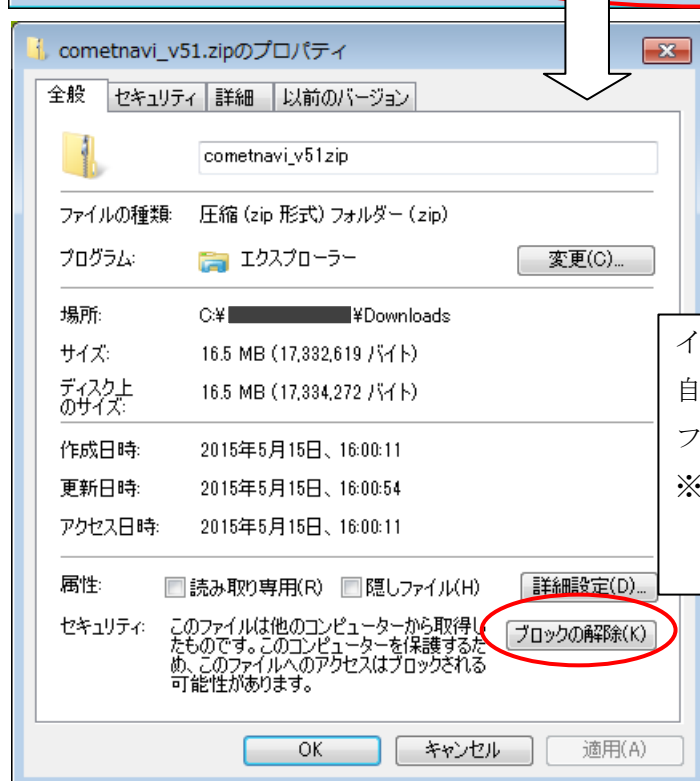 cometnavi_v51.zipのプロパティ
全般 セキュリティ 詳細 以前のバージョン
cometnavi_v51zip
ファイルの種類: 圧縮 (zip 形式) フォルダー (zip)
プログラム: エクスプローラー 変更(C)...
場所: C:¥ ¥Downloads
サイズ: 16.5 MB (17,332,619 バイト)
ディスク上
のサイズ: 16.5 MB (17,334,272 バイト)
作成日時: 2015年5月15日、16:00:11
更新日時: 2015年5月15日、16:00:54
アクセス日時: 2015年5月15日、16:00:11
属性: 読み取り専用(R) 隠しファイル(H) 詳細設定(D)...
セキュリティ: このファイルは他のコンピューターから取得し
たものです。このコンピューターを保護するた
め、このファイルへのアクセスはブロックされる
可能性があります。
ブロックの解除(K)
OK キャンセル 適用(A)
イ
自
フ
※